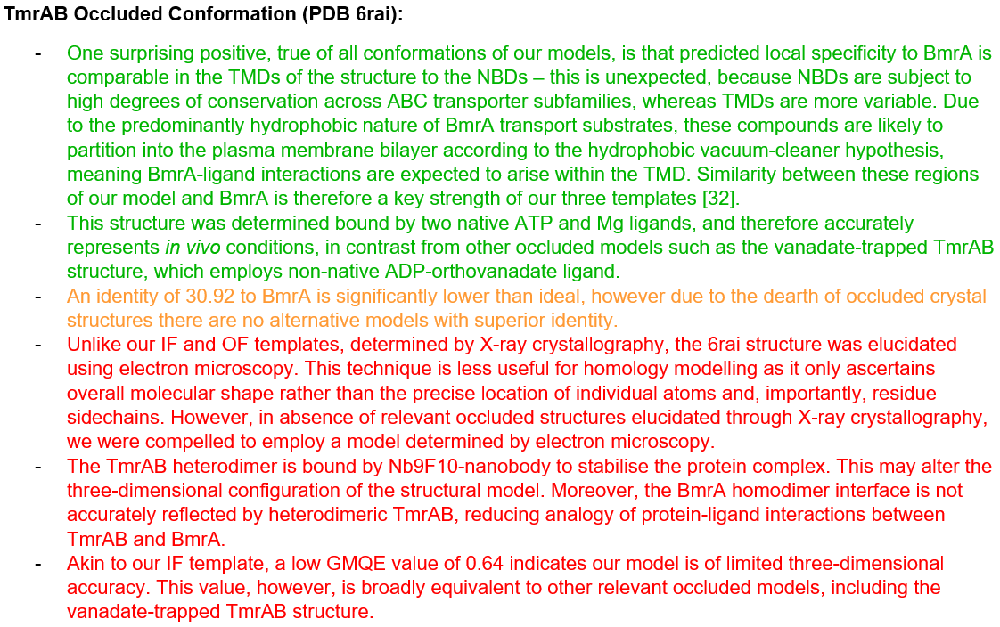 TmrAB Occluded Conformation (PDB 6rai):
- One surprising positive, true of all conformations of our models, is that predicted local specificity to BmrA is
comparable in the TMDs of the structure to the NBDs – this is unexpected, because NBDs are subject to
high degrees of conservation across ABC transporter subfamilies, whereas TMDs are more variable. Due
to the predominantly hydrophobic nature of BmrA transport substrates, these compounds are likely to
partition into the plasma membrane bilayer according to the hydrophobic vacuum-cleaner hypothesis,
meaning BmrA-ligand interactions are expected to arise within the TMD. Similarity between these regions
of our model and BmrA is therefore a key strength of our three templates [32].
- This structure was determined bound by two native ATP and Mg ligands, and therefore accurately
represents in vivo conditions, in contrast from other occluded models such as the vanadate-trapped TmrAB
structure, which employs non-native ADP-orthovanadate ligand.
- An identity of 30.92 to BmrA is significantly lower than ideal, however due to the dearth of occluded crystal
structures there are no alternative models with superior identity.
- Unlike our IF and OF templates, determined by X-ray crystallography, the 6rai structure was elucidated
using electron microscopy. This technique is less useful for homology modelling as it only ascertains
overall molecular shape rather than the precise location of individual atoms and, importantly, residue
sidechains. However, in absence of relevant occluded structures elucidated through X-ray crystallography,
we were compelled to employ a model determined by electron microscopy.
- The TmrAB heterodimer is bound by Nb9F10-nanobody to stabilise the protein complex. This may alter the
three-dimensional configuration of the structural model. Moreover, the BmrA homodimer interface is not
accurately reflected by heterodimeric TmrAB, reducing analogy of protein-ligand interactions between
TmrAB and BmrA.
- Akin to our IF template, a low GMQE value of 0.64 indicates our model is of limited three-dimensional
accuracy. This value, however, is broadly equivalent to other relevant occluded models, including the
vanadate-trapped TmrAB structure.